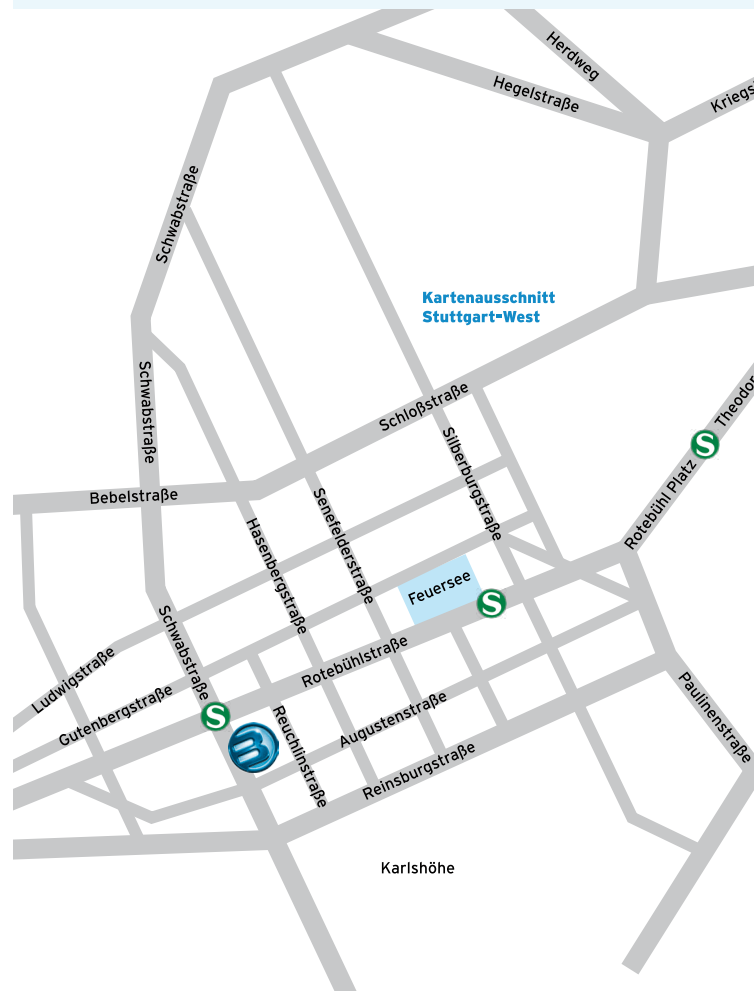 Herdweg
Hegelstraße
Kriegs
Schwabstraße
Kartenausschnitt
Stuttgart-West
Schwabstraße
Schloßstraße
Theodor
S
Silberburgstraße
Bebelstraße
Senefelderstraße
Rotebühl Platz
Hasenbergstraße
Feuersee
S
Schwabstraße
Rotebühlstraße
Ludwigstraße
Gutenbergstraße
S
Reuchlinstraße
Augustenstraße
Paulinenstraße
B
Reinsburgstraße
Karlshöhe